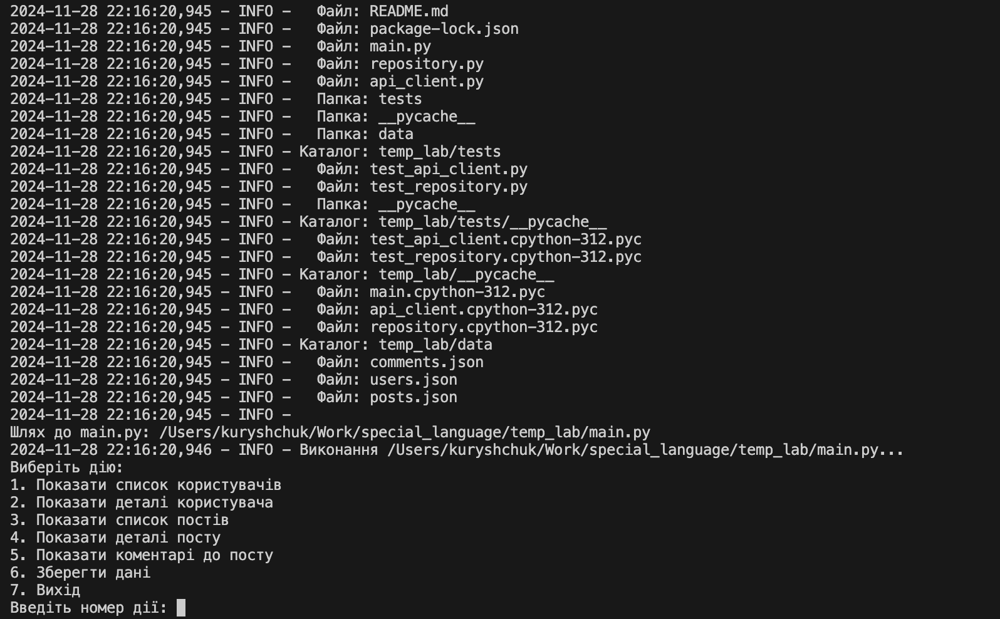 2024-11-28 22:16:20,945 - INFO -   Файл: README.md
2024-11-28 22:16:20,945 - INFO -   Файл: package-lock.json
2024-11-28 22:16:20,945 - INFO -   Файл: main.py
2024-11-28 22:16:20,945 - INFO -   Файл: repository.py
2024-11-28 22:16:20,945 - INFO -   Файл: api_client.py
2024-11-28 22:16:20,945 - INFO -   Папка: tests
2024-11-28 22:16:20,945 - INFO -   Папка: __pycache__
2024-11-28 22:16:20,945 - INFO -   Папка: data
2024-11-28 22:16:20,945 - INFO - Каталог: temp_lab/tests
2024-11-28 22:16:20,945 - INFO -   Файл: test_api_client.py
2024-11-28 22:16:20,945 - INFO -   Файл: test_repository.py
2024-11-28 22:16:20,945 - INFO -   Папка: __pycache__
2024-11-28 22:16:20,945 - INFO - Каталог: temp_lab/tests/__pycache__
2024-11-28 22:16:20,945 - INFO -   Файл: test_api_client.cpython-312.pyc
2024-11-28 22:16:20,945 - INFO -   Файл: test_repository.cpython-312.pyc
2024-11-28 22:16:20,945 - INFO - Каталог: temp_lab/__pycache__
2024-11-28 22:16:20,945 - INFO -   Файл: main.cpython-312.pyc
2024-11-28 22:16:20,945 - INFO -   Файл: api_client.cpython-312.pyc
2024-11-28 22:16:20,945 - INFO -   Файл: repository.cpython-312.pyc
2024-11-28 22:16:20,945 - INFO - Каталог: temp_lab/data
2024-11-28 22:16:20,945 - INFO -   Файл: comments.json
2024-11-28 22:16:20,945 - INFO -   Файл: users.json
2024-11-28 22:16:20,945 - INFO -   Файл: posts.json
2024-11-28 22:16:20,945 - INFO -
Шлях до main.py: /Users/kuryshchuk/Work/special_language/temp_lab/main.py
2024-11-28 22:16:20,946 - INFO - Виконання /Users/kuryshchuk/Work/special_language/temp_lab/main.py...
Виберіть дію:
1. Показати список користувачів
2. Показати деталі користувача
3. Показати список постів
4. Показати деталі посту
5. Показати коментарі до посту
6. Зберегти дані
7. Вихід
Введіть номер дії: